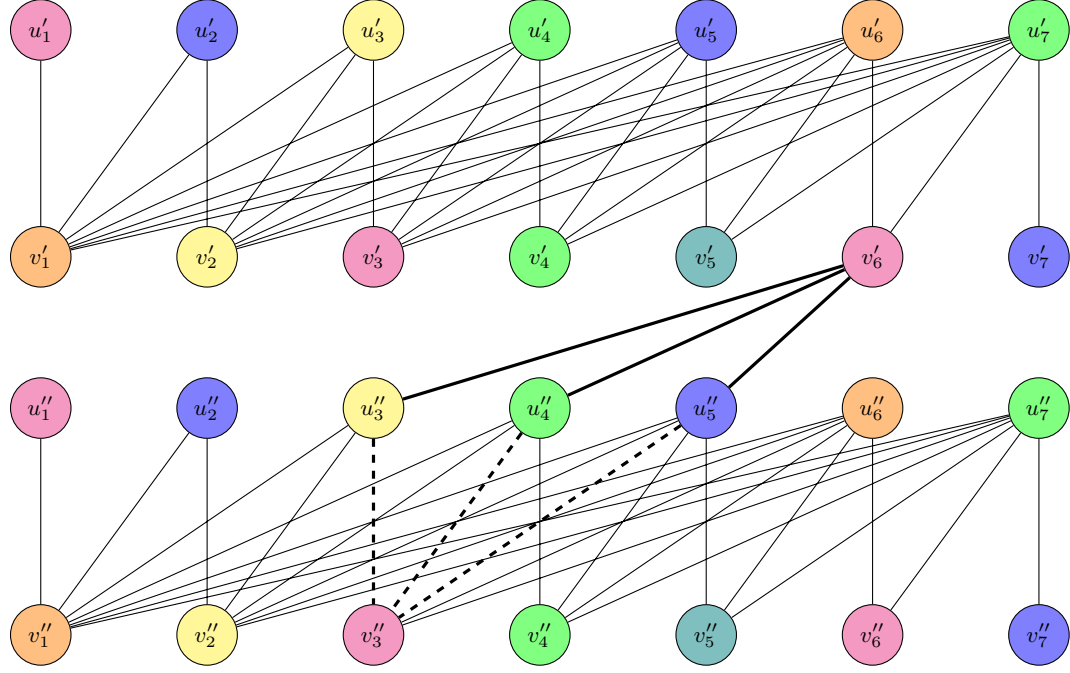 u′₁ u′₂ u′₃ u′₄ u′₅ u′₆ u′₇
v′₁ v′₂ v′₃ v′₄ v′₅ v′₆ v′₇
u″₁ u″₂ u″₃ u″₄ u″₅ u″₆ u″₇
v″₁ v″₂ v″₃ v″₄ v″₅ v″₆ v″₇